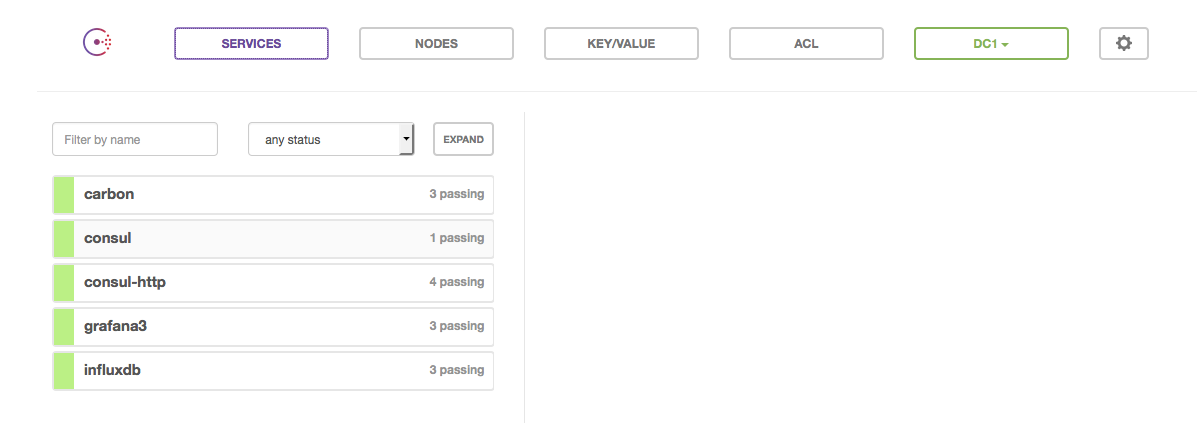 SERVICES NODES KEY/VALUE ACL DC1
Filter by name any status EXPAND
carbon 3 passing
consul 1 passing
consul-http 4 passing
grafana3 3 passing
influxdb 3 passing